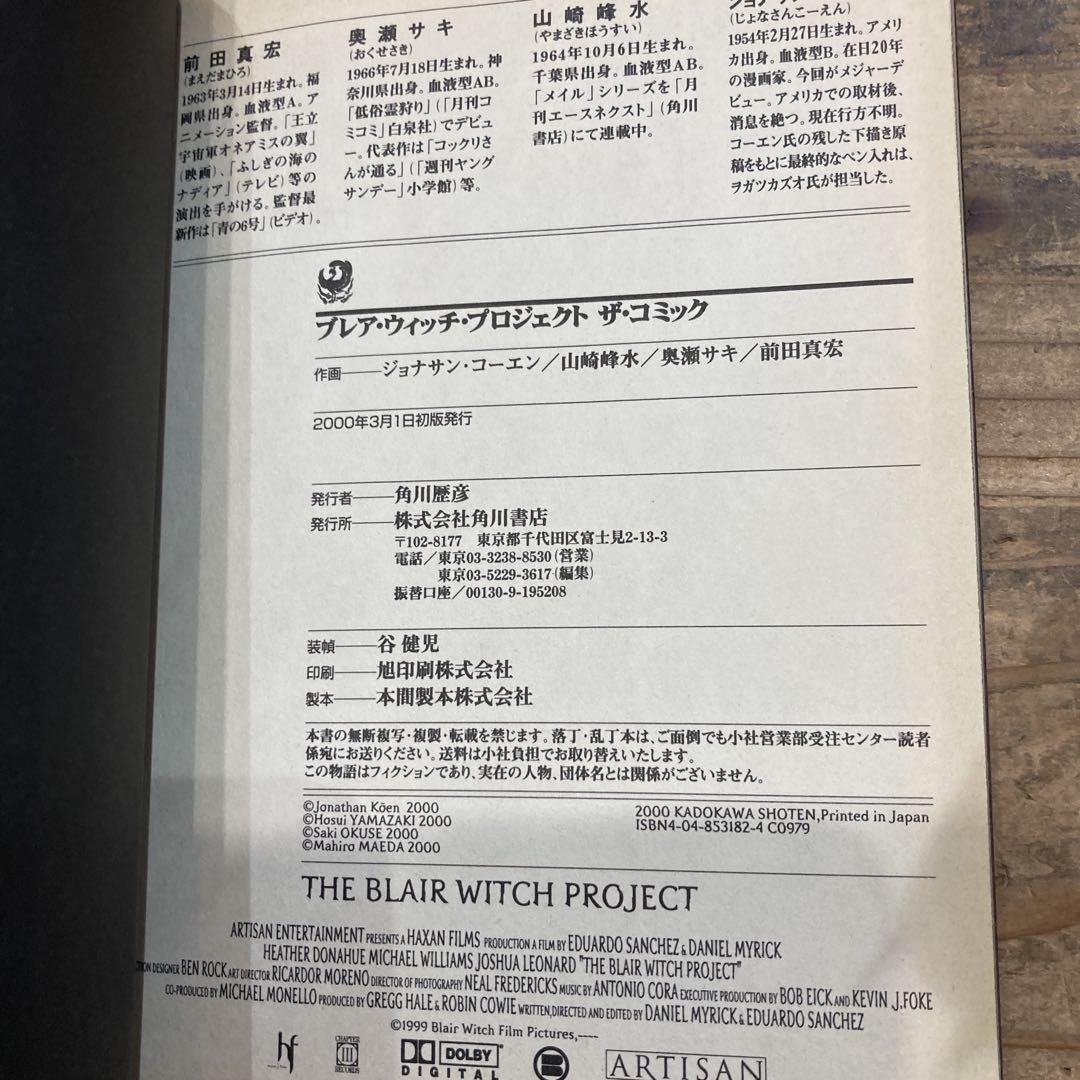 前田真宏
(まえだまひろ)
1963年3月14日生まれ。福
岡県出身。血液型A。ア
ニメーション監督。「王立
宇宙軍オネアミスの翼」
(映画)、「ふしぎの海の
ナディア」(テレビ)等の
演出を手がける。監督最
新作は「青の6号」(ビデオ)。
奥瀬サキ
(おくせさき)
1966年7月18日生まれ。神
奈川県出身。血液型AB。
「低俗霊狩り」(「月刊コ
ミコミ」白泉社)でデビュ
ー。代表作は「コックリさ
んが通る」(「週刊ヤング
サンデー」小学館)等。
山崎峰水
(やまざきほうすい)
1964年10月6日生まれ。
千葉県出身。血液型AB。
「メイル」シリーズを「月
刊エースネクスト」(角川
書店)にて連載中。
(じょなさんこーえん)
1954年2月27日生まれ。アメリ
カ出身。血液型B。在日20年
の漫画家。今回がメジャーデ
ビュー。アメリカでの取材後、
消息を絶つ。現在行方不明。
コーエン氏の残した下描き原
稿をもとに最終的なペン入れは、
ヲガツカズオ氏が担当した。
ブレア・ウィッチ・プロジェクト ザ・コミック
作画――ジョナサン・コーエン/山崎峰水/奥瀬サキ/前田真宏
2000年3月1日初版発行
発行者――角川歴彦
発行所――株式会社角川書店
〒102-8177 東京都千代田区富士見2-13-3
電話/東京03-3238-8530(営業)
東京03-5229-3617(編集)
振替口座/00130-9-195208
装幀――谷 健児
印刷――旭印刷株式会社
製本――本間製本株式会社
本書の無断複写・複製・転載を禁じます。落丁・乱丁本は、ご面倒でも小社営業部受注センター読者
係宛にお送りください。送料は小社負担でお取り替えいたします。
この物語はフィクションであり、実在の人物、団体名とは関係がございません。
©Jonathan Köen 2000
©Hosui YAMAZAKI 2000
©Saki OKUSE 2000
©Mahiro MAEDA 2000
2000 KADOKAWA SHOTEN,Printed in Japan
ISBN4-04-853182-4 C0979
THE BLAIR WITCH PROJECT
ARTISAN ENTERTAINMENT PRESENTS A HAXAN FILMS PRODUCTION A FILM BY EDUARDO SANCHEZ & DANIEL MYRICK
HEATHER DONAHUE MICHAEL WILLIAMS JOSHUA LEONARD "THE BLAIR WITCH PROJECT"
DESIGNER BEN ROCK ART DIRECTOR RICARDOR MORENO DIRECTOR OF PHOTOGRAPHY NEAL FREDERICKS MUSIC BY ANTONIO CORA EXECUTIVE PRODUCTION BY BOB EICK AND KEVIN .J.FOKE
CO-PRODUCED BY MICHAEL MONELLO PRODUCED BY GREGG HALE & ROBIN COWIE WRITTEN,DIRECTED AND EDITED BY DANIEL MYRICK & EDUARDO SANCHEZ
©1999 Blair Witch Film Pictures,----
hf
CHAPTER III RECORDS
DOLBY DIGITAL
B
ARTISAN